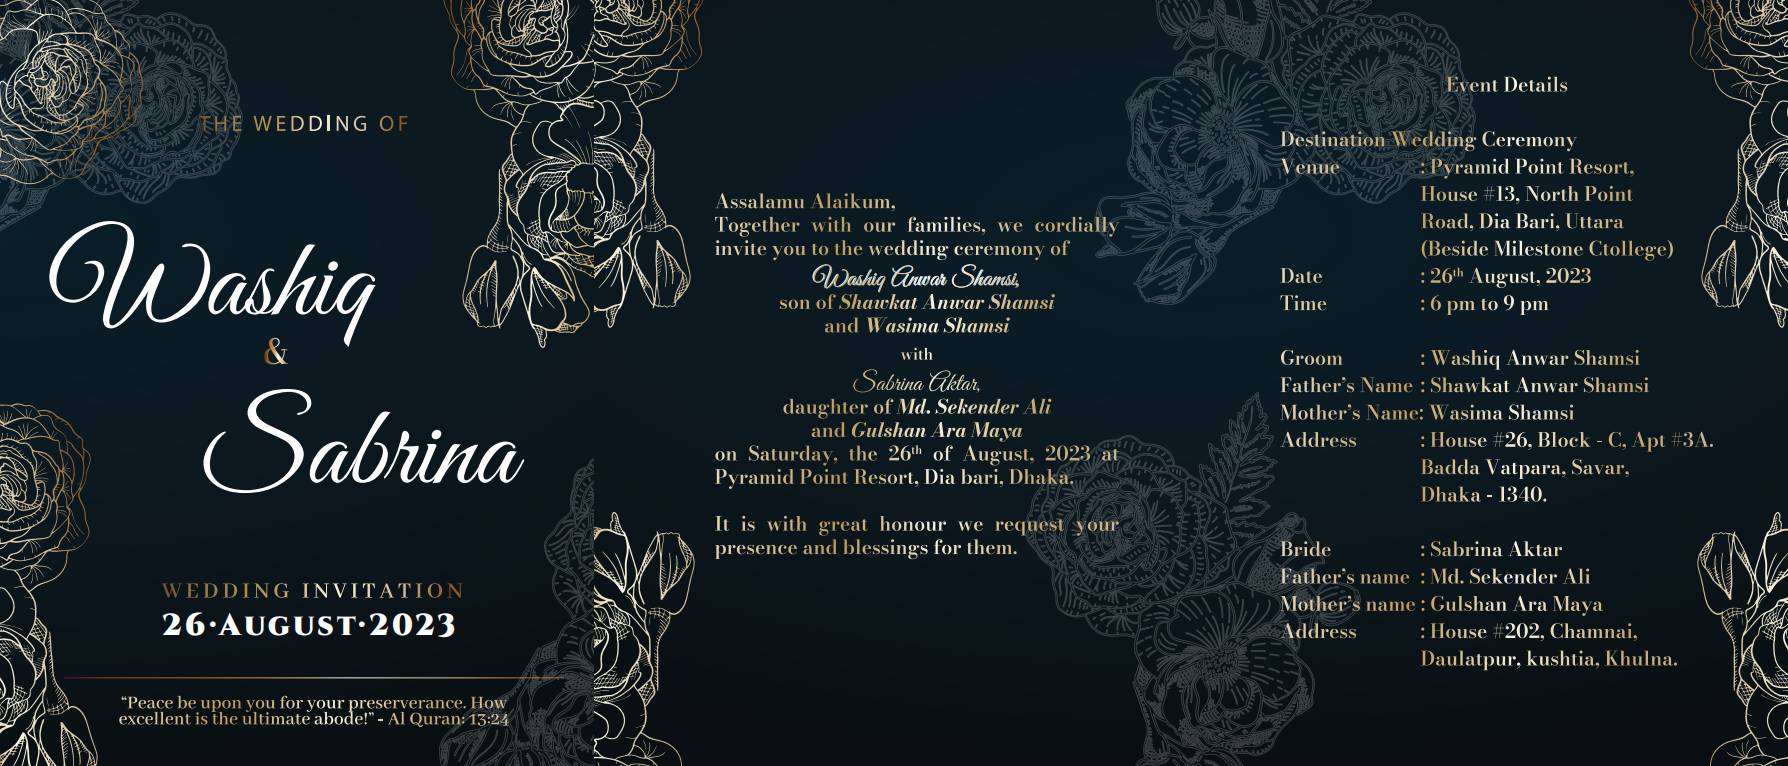 THE WEDDING OF
Washiq
&
Sabrina
WEDDING INVITATION
26·AUGUST·2023
“Peace be upon you for your preserverance. How
excellent is the ultimate abode!” - Al Quran: 13:24
Assalamu Alaikum,
Together with our families, we cordially
invite you to the wedding ceremony of
Washiq Anwar Shamsi,
son of Shawkat Anwar Shamsi
and Wasima Shamsi
with
Sabrina Aktar,
daughter of Md. Sekender Ali
and Gulshan Ara Maya
on Saturday, the 26th of August, 2023 at
Pyramid Point Resort, Dia bari, Dhaka.
It is with great honour we request your
presence and blessings for them.
Event Details
Destination Wedding Ceremony
Venue : Pyramid Point Resort,
House #13, North Point
Road, Dia Bari, Uttara
(Beside Milestone Ctollege)
Date : 26th August, 2023
Time : 6 pm to 9 pm
Groom : Washiq Anwar Shamsi
Father’s Name : Shawkat Anwar Shamsi
Mother’s Name: Wasima Shamsi
Address : House #26, Block - C, Apt #3A.
Badda Vatpara, Savar,
Dhaka - 1340.
Bride : Sabrina Aktar
Father’s name : Md. Sekender Ali
Mother’s name : Gulshan Ara Maya
Address : House #202, Chamnai,
Daulatpur, kushtia, Khulna.